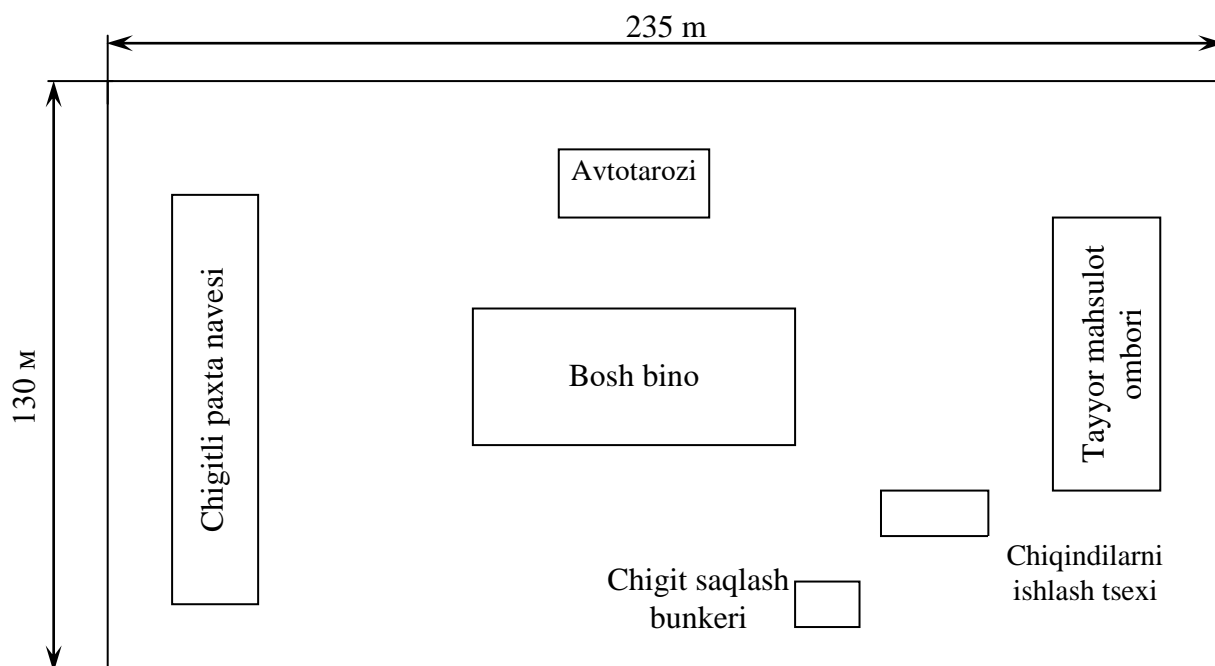 235 m
Avtotarozi
130 м
Chigitli paxta navesi
Bosh bino
Tayyor mahsulot
ombori
Chiqindilarni
ishlash tsexi
Chigit saqlash
bunkeri